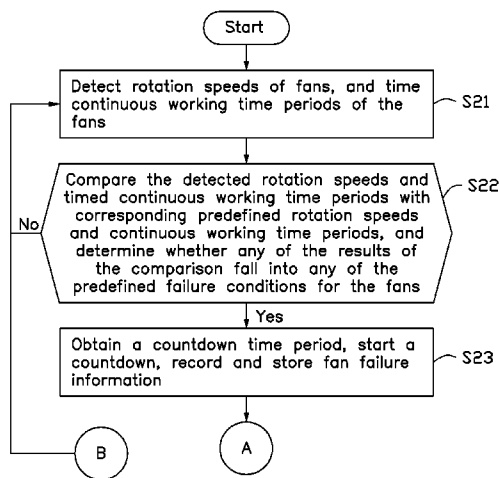 Start
Detect rotation speeds of fans, and time
continuous working time periods of the
fans
S21
Compare the detected rotation speeds and
timed continuous working time periods with
corresponding predefined rotation speeds
and continuous working time periods, and
determine whether any of the results of
the comparison fall into any of the
predefined failure conditions for the fans
S22
No
Yes
Obtain a countdown time period, start a
countdown, record and store fan failure
information
S23
B
A